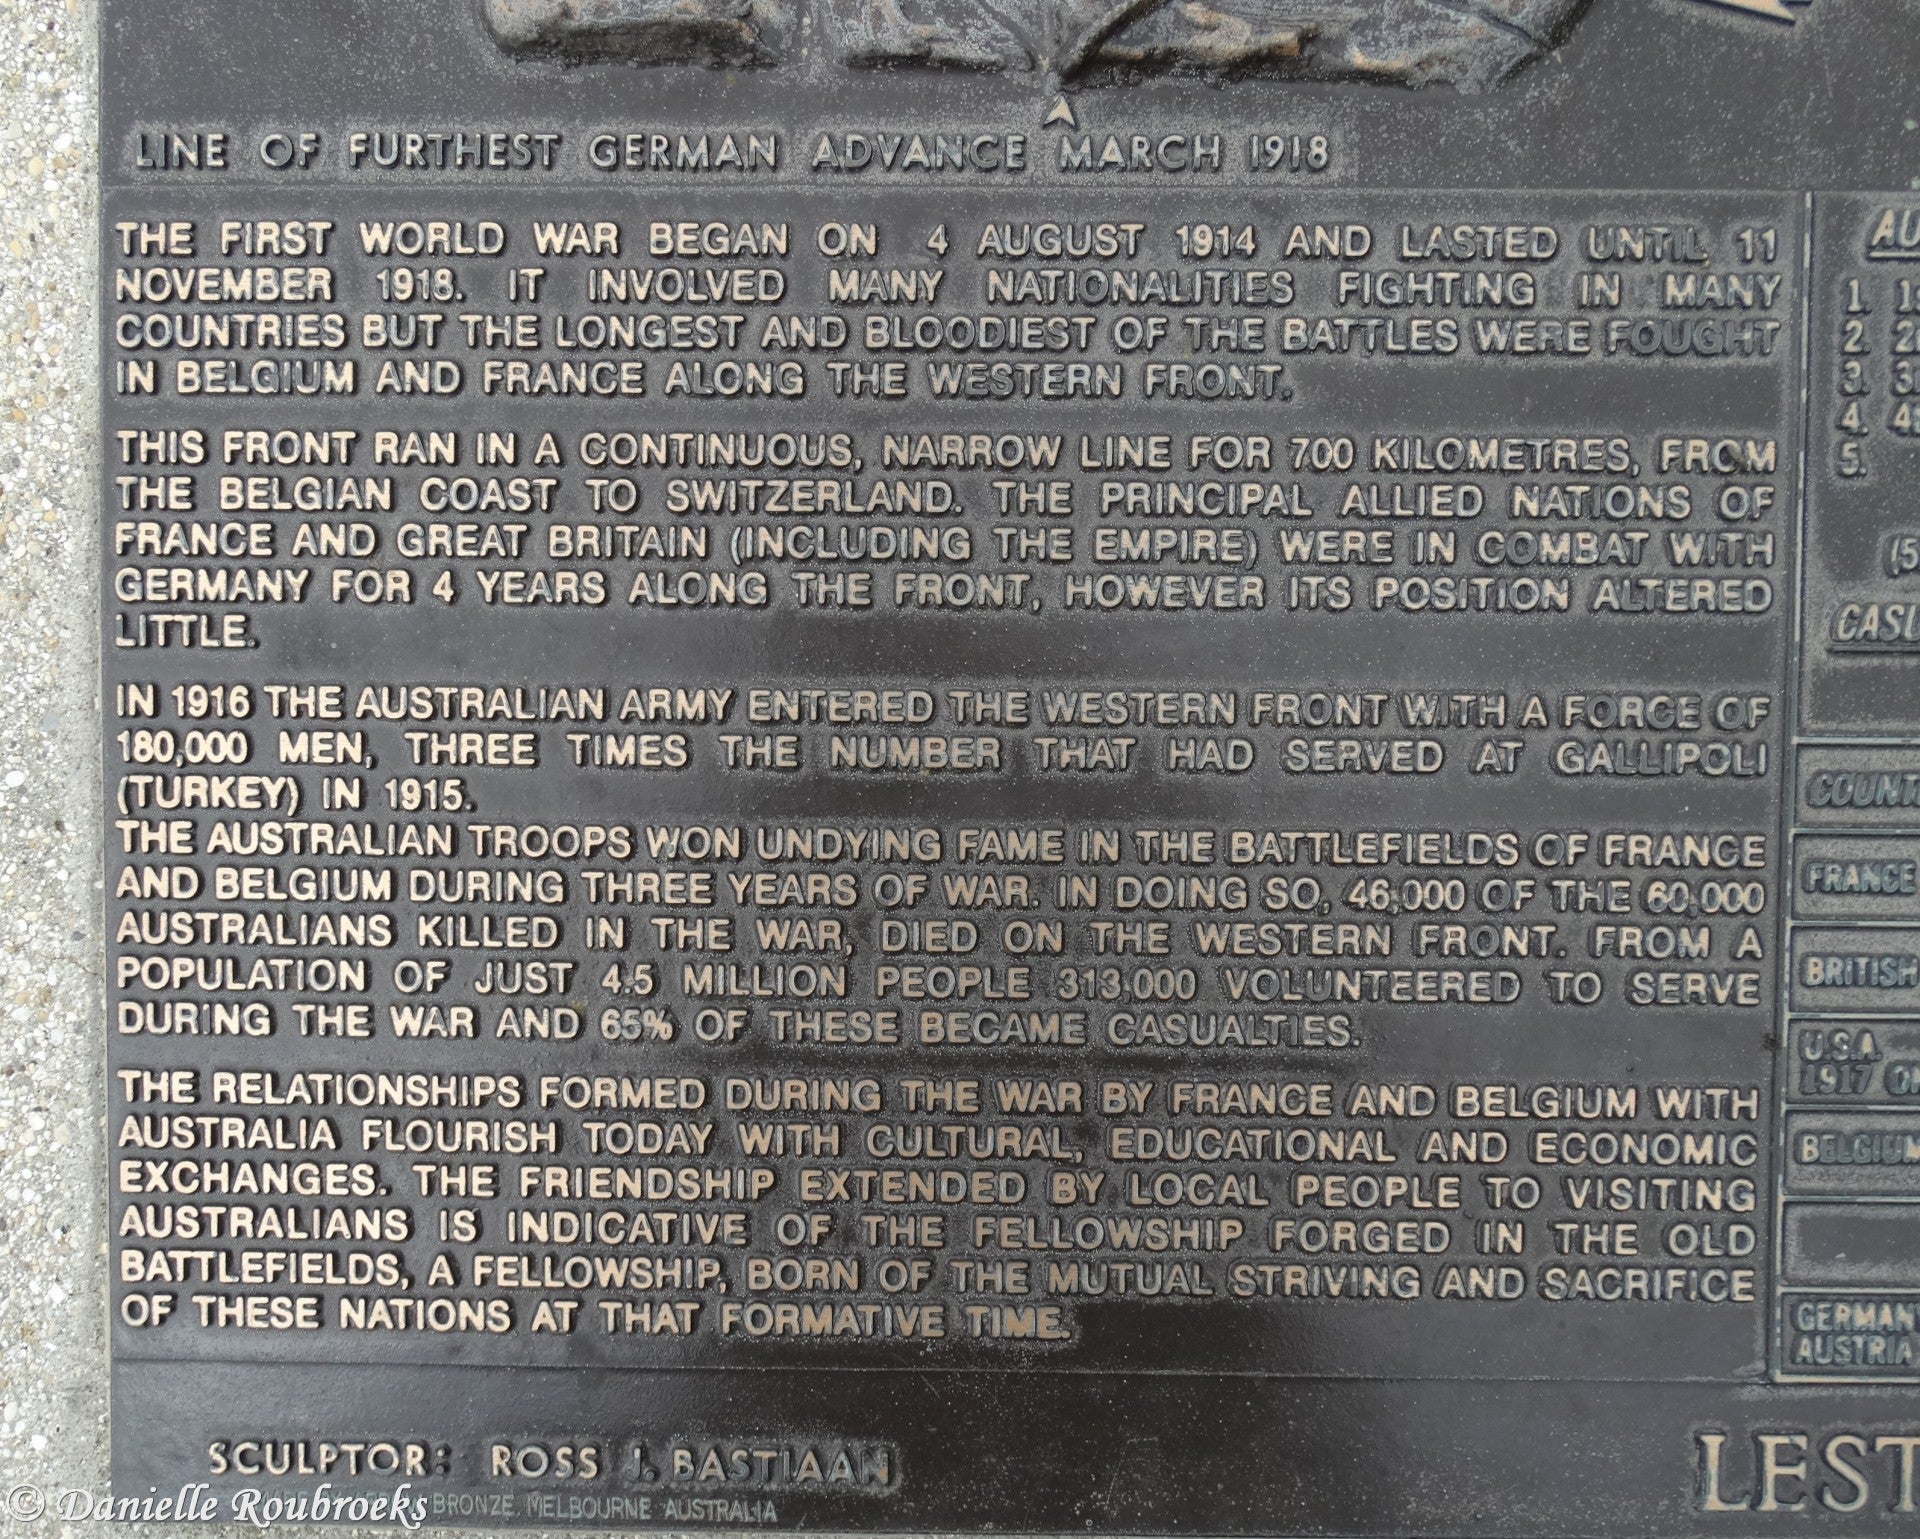 LINE OF FURTHEST GERMAN ADVANCE MARCH 1918
THE FIRST WORLD WAR BEGAN ON 4 AUGUST 1914 AND LASTED UNTIL 11
NOVEMBER 1918. IT INVOLVED MANY NATIONALITIES FIGHTING IN MANY
COUNTRIES BUT THE LONGEST AND BLOODIEST OF THE BATTLES WERE FOUGHT
IN BELGIUM AND FRANCE ALONG THE WESTERN FRONT.
THIS FRONT RAN IN A CONTINUOUS, NARROW LINE FOR 700 KILOMETRES, FROM
THE BELGIAN COAST TO SWITZERLAND. THE PRINCIPAL ALLIED NATIONS OF
FRANCE AND GREAT BRITAIN (INCLUDING THE EMPIRE) WERE IN COMBAT WITH
GERMANY FOR 4 YEARS ALONG THE FRONT, HOWEVER ITS POSITION ALTERED
LITTLE.
IN 1916 THE AUSTRALIAN ARMY ENTERED THE WESTERN FRONT WITH A FORCE OF
180,000 MEN, THREE TIMES THE NUMBER THAT HAD SERVED AT GALLIPOLI
(TURKEY) IN 1915.
THE AUSTRALIAN TROOPS WON UNDYING FAME IN THE BATTLEFIELDS OF FRANCE
AND BELGIUM DURING THREE YEARS OF WAR. IN DOING SO, 46,000 OF THE 60,000
AUSTRALIANS KILLED IN THE WAR, DIED ON THE WESTERN FRONT. FROM A
POPULATION OF JUST 4.5 MILLION PEOPLE 313,000 VOLUNTEERED TO SERVE
DURING THE WAR AND 65% OF THESE BECAME CASUALTIES.
THE RELATIONSHIPS FORMED DURING THE WAR BY FRANCE AND BELGIUM WITH
AUSTRALIA FLOURISH TODAY WITH CULTURAL, EDUCATIONAL AND ECONOMIC
EXCHANGES. THE FRIENDSHIP EXTENDED BY LOCAL PEOPLE TO VISITING
AUSTRALIANS IS INDICATIVE OF THE FELLOWSHIP FORGED IN THE OLD
BATTLEFIELDS, A FELLOWSHIP, BORN OF THE MUTUAL STRIVING AND SACRIFICE
OF THESE NATIONS AT THAT FORMATIVE TIME.
1.
2.
3.
4.
5.
FRANCE
BRITISH
U.S.A.
1917
BELGIUM
GERMANY
AUSTRIA
SCULPTOR: ROSS J. BASTIAAN
BRONZE MELBOURNE AUSTRALIA
LEST
© Danielle Roubroeks